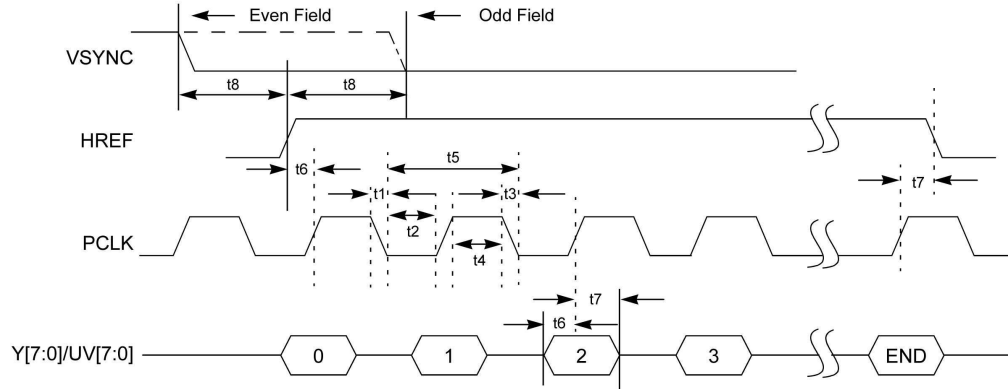 Even Field
Odd Field
VSYNC
t8
t8
HREF
t6
t5
t7
t1
t3
t2
PCLK
t4
t7
t6
Y[7:0]/UV[7:0]
0
1
2
3
END